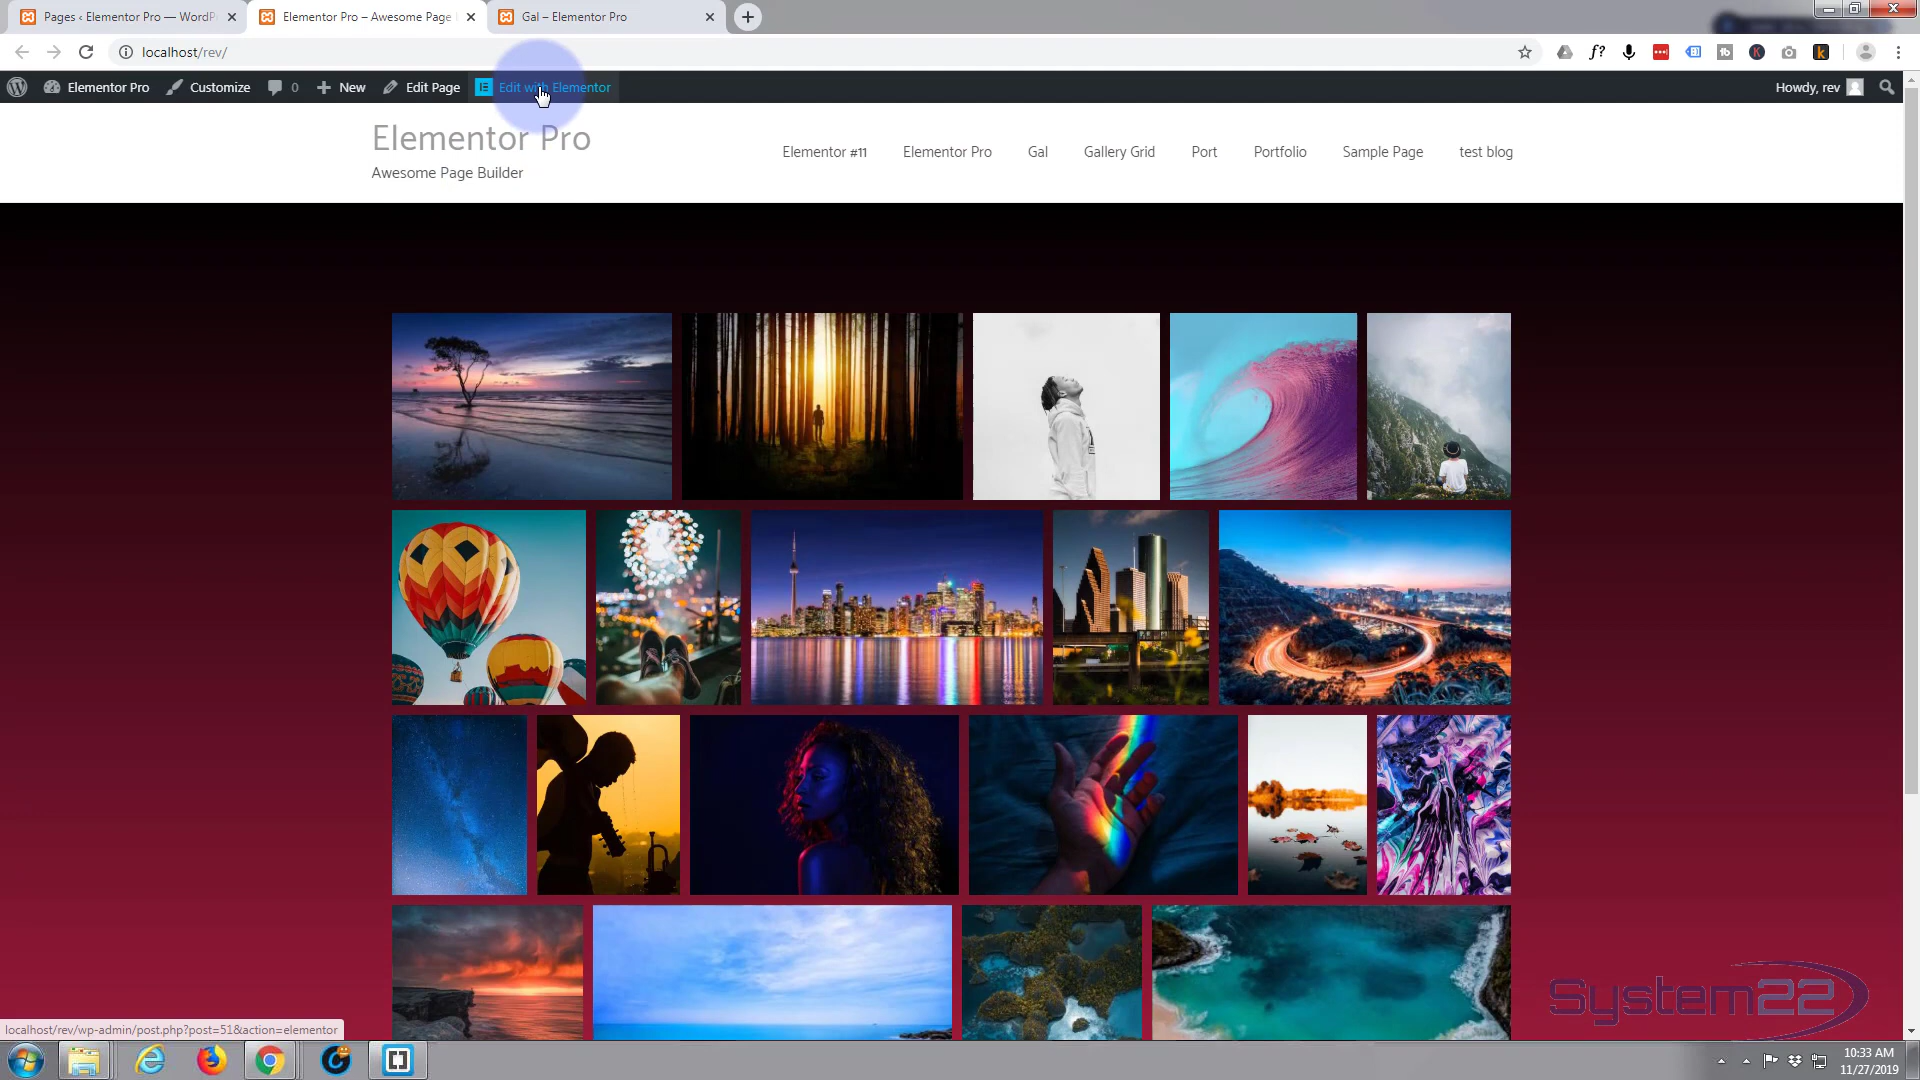 Pages ‹ Elementor Pro — WordP
Elementor Pro – Awesome Page
Gal – Elementor Pro
localhost/rev/
Elementor Pro
Customize
0
New
Edit Page
Edit with Elementor
Howdy, rev
Elementor Pro
Awesome Page Builder
Elementor #11
Elementor Pro
Gal
Gallery Grid
Port
Portfolio
Sample Page
test blog
System22
localhost/rev/wp-admin/post.php?post=51&action=elementor
10:33 AM
11/27/2019